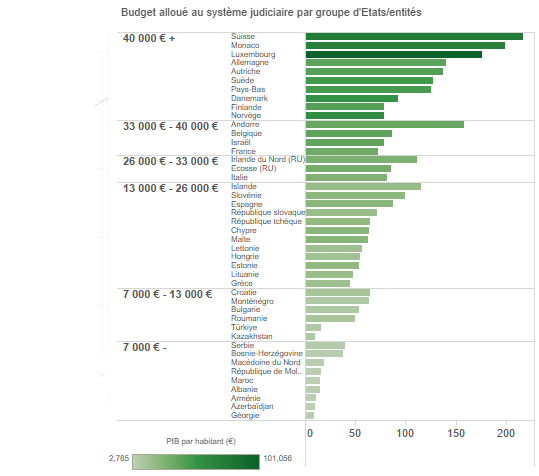 Budget alloué au système judiciaire par groupe d'Etats/entités
40 000 € +
Suisse
Monaco
Luxembourg
Allemagne
Autriche
Suède
Pays-Bas
Danemark
Finlande
Norvège
33 000 € - 40 000 €
Andorre
Belgique
Israël
France
26 000 € - 33 000 €
Irlande du Nord (RU)
Ecosse (RU)
Italie
13 000 € - 26 000 €
Islande
Slovénie
Espagne
République slovaque
République tchèque
Chypre
Malte
Lettonie
Hongrie
Estonie
Lituanie
Grèce
7 000 € - 13 000 €
Croatie
Monténégro
Bulgarie
Roumanie
Türkiye
Kazakhstan
7 000 € -
Serbie
Bosnie-Herzégovine
Macédoine du Nord
République de Mol..
Maroc
Albanie
Arménie
Azerbaïdjan
Géorgie
0 50 100 150 200
PIB par habitant (€)
2,785 101,056